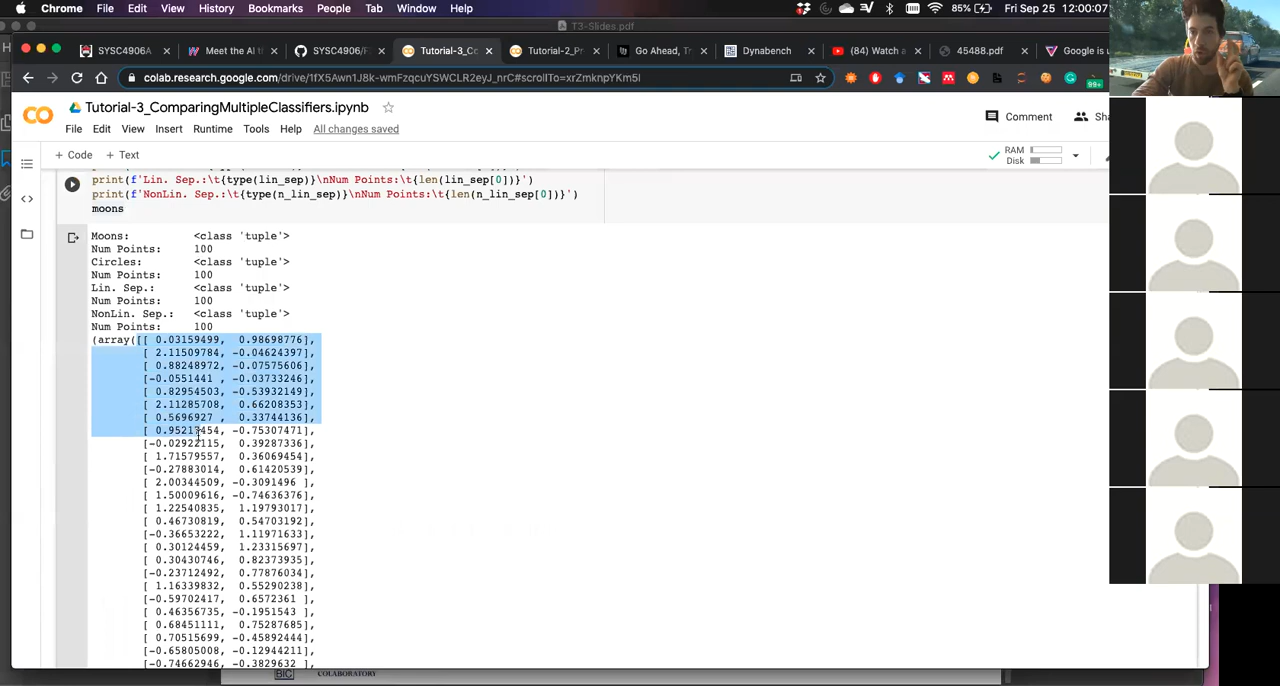 Chrome File Edit View History Bookmarks People Tab Window Help 85% Fri Sep 25 12:00:07
T3-Slides.pdf
SYSC4906A Meet the AI t SYSC4906/F Tutorial-3_C Tutorial-2_Pr Go Ahead, T Dynabench (84) Watch a 45488.pdf Google is
colab.research.google.com/drive/1fX5Awn1J8k-wmFzqcuYSWCLR2eyJ_nrC#scrollTo=xrZmknpYKm5l
99+
Tutorial-3_ComparingMultipleClassifiers.ipynb
File Edit View Insert Runtime Tools Help All changes saved
Comment
+ Code + Text
RAM
Disk
print(f'Lin. Sep.:\t{type(lin_sep)}\nNum Points:\t{len(lin_sep[0])}')
print(f'NonLin. Sep.:\t{type(n_lin_sep)}\nNum Points:\t{len(n_lin_sep[0])}')
moons
Moons: <class 'tuple'>
Num Points: 100
Circles: <class 'tuple'>
Num Points: 100
Lin. Sep.: <class 'tuple'>
Num Points: 100
NonLin. Sep.: <class 'tuple'>
Num Points: 100
(array([[ 0.03159499, 0.98698776],
[ 2.11509784, -0.04624397],
[ 0.88248972, -0.07575606],
[-0.0551441 , -0.03733246],
[ 0.82954503, -0.53932149],
[ 2.11285708, 0.66208353],
[ 0.5696927 , 0.33744136],
[ 0.95217454, -0.75307471],
[-0.02922115, 0.39287336],
[ 1.71579557, 0.36069454],
[-0.27883014, 0.61420539],
[ 2.00344509, -0.3091496 ],
[ 1.50009616, -0.74636376],
[ 1.22540835, 1.19793017],
[ 0.46730819, 0.54703192],
[-0.36653222, 1.11971633],
[ 0.30124459, 1.23315697],
[ 0.30430746, 0.82373935],
[-0.23712492, 0.77876034],
[ 1.16339832, 0.55290238],
[-0.59702417, 0.6572361 ],
[ 0.46356735, -0.1951543 ],
[ 0.68451111, 0.75287685],
[ 0.70515699, -0.45892444],
[-0.65805008, -0.12944211],
[-0.74662946, -0.3829632 ],
BIC COLABORATORY